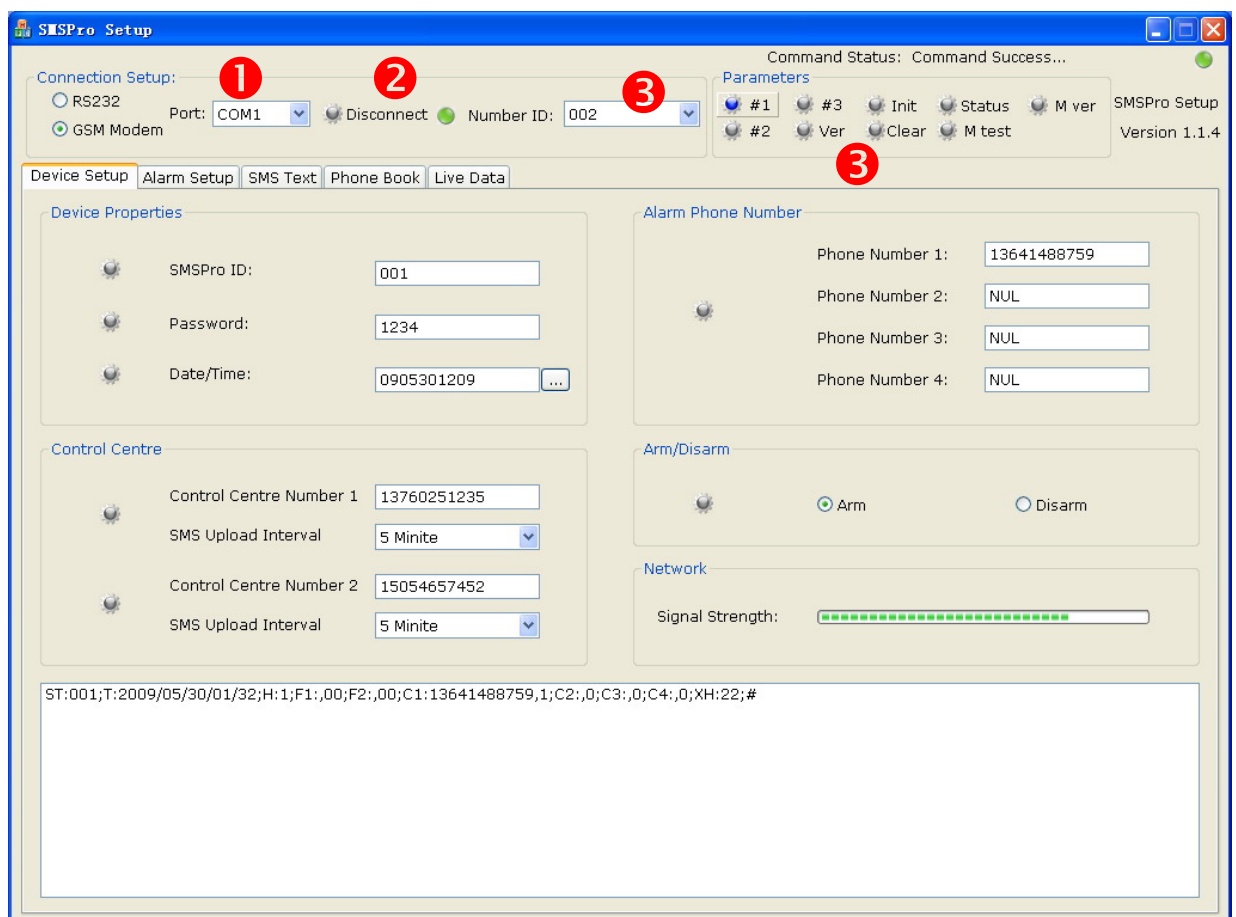 SMSPro Setup
Command Status: Command Success...
Connection Setup:
1
2
3
Parameters
RS232
GSM Modem
Port: COM1
Disconnect
Number ID: 002
#1
#3
Init
Status
M ver
#2
Ver
Clear
M test
3
SMSPro Setup
Version 1.1.4
Device Setup
Alarm Setup
SMS Text
Phone Book
Live Data
Device Properties
SMSPro ID: 001
Password: 1234
Date/Time: 0905301209 ...
Alarm Phone Number
Phone Number 1: 13641488759
Phone Number 2: NUL
Phone Number 3: NUL
Phone Number 4: NUL
Control Centre
Control Centre Number 1 13760251235
SMS Upload Interval 5 Minite
Control Centre Number 2 15054657452
SMS Upload Interval 5 Minite
Arm/Disarm
Arm
Disarm
Network
Signal Strength:
ST:001;T:2009/05/30/01/32;H:1;F1:,00;F2:,00;C1:13641488759,1;C2:,0;C3:,0;C4:,0;XH:22;#